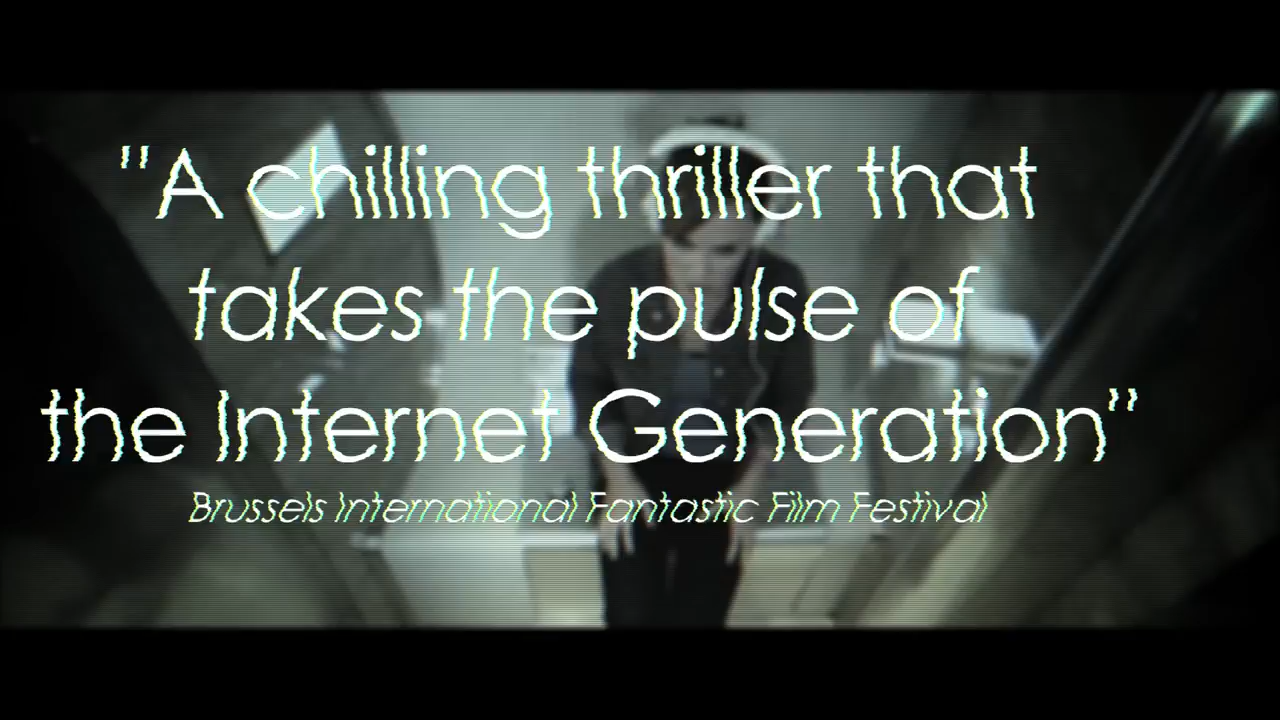 "A chilling thriller that
takes the pulse of
the Internet Generation"
Brussels International Fantastic Film Festival